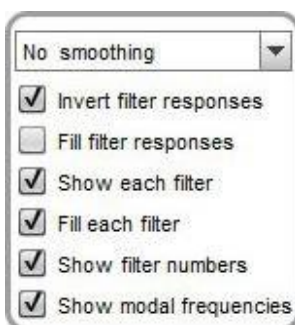 No smoothing
Invert filter responses
Fill filter responses
Show each filter
Fill each filter
Show filter numbers
Show modal frequencies